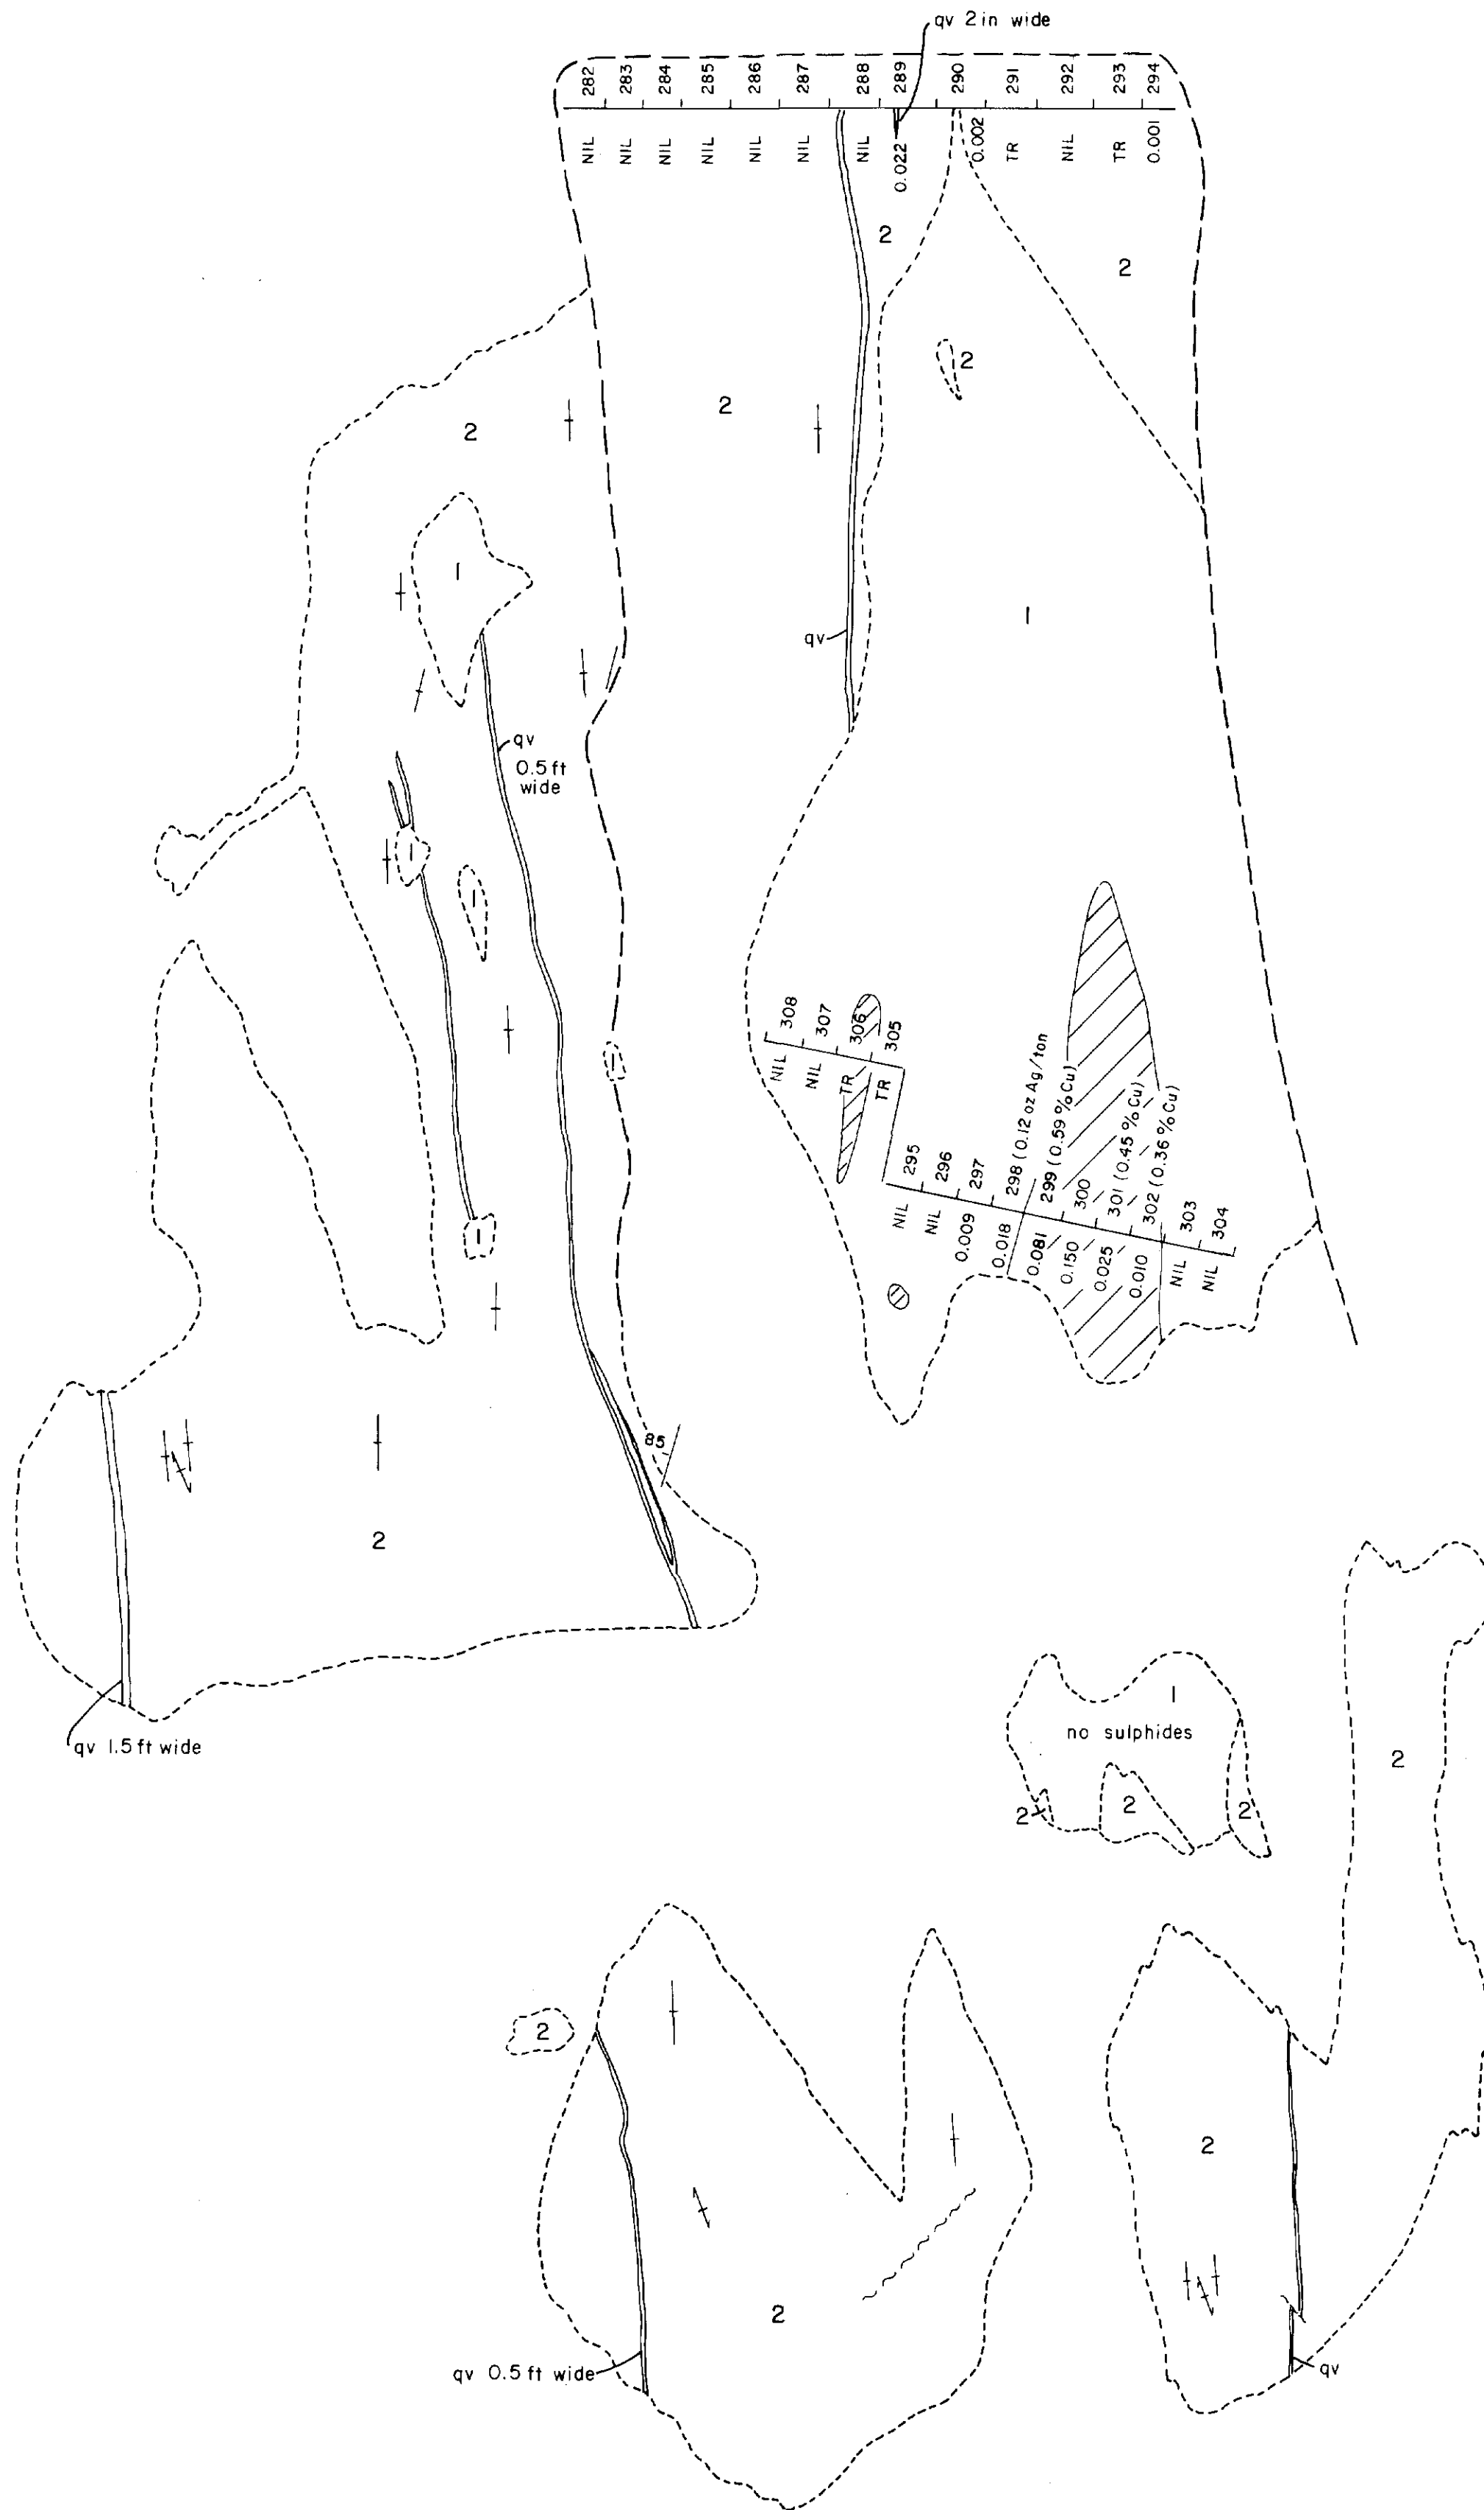 qv 2 in wide
282 283 284 285 286 287 288 289 290 291 292 293 294
NIL NIL NIL NIL NIL NIL NIL 0.022 0.002 TR NIL TR 0.001
2
2
2
2
2
1
1
qv
qv
0.5 ft
wide
1
1
308 307 306 305
NIL NIL TR TR
1
295 296 297 298 (0.12 oz Ag/ton) 299 (0.59 % Cu) 300 301 (0.45 % Cu) 302 (0.36 % Cu) 303 304
NIL NIL 0.009 0.018 0.081 0.150 0.025 0.010 NIL NIL
1
85
2
qv 1.5 ft wide
1
no sulphides
2
2
2
2
2
2
2
qv 0.5 ft wide
qv